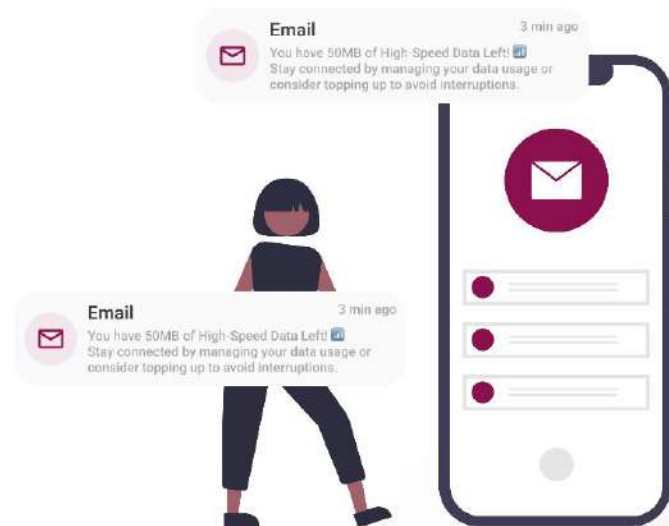 Email
3 min ago
You have 50MB of High-Speed Data Left! 📶
Stay connected by managing your data usage or
consider topping up to avoid interruptions.
Email
3 min ago
You have 50MB of High-Speed Data Left! 📶
Stay connected by managing your data usage or
consider topping up to avoid interruptions.